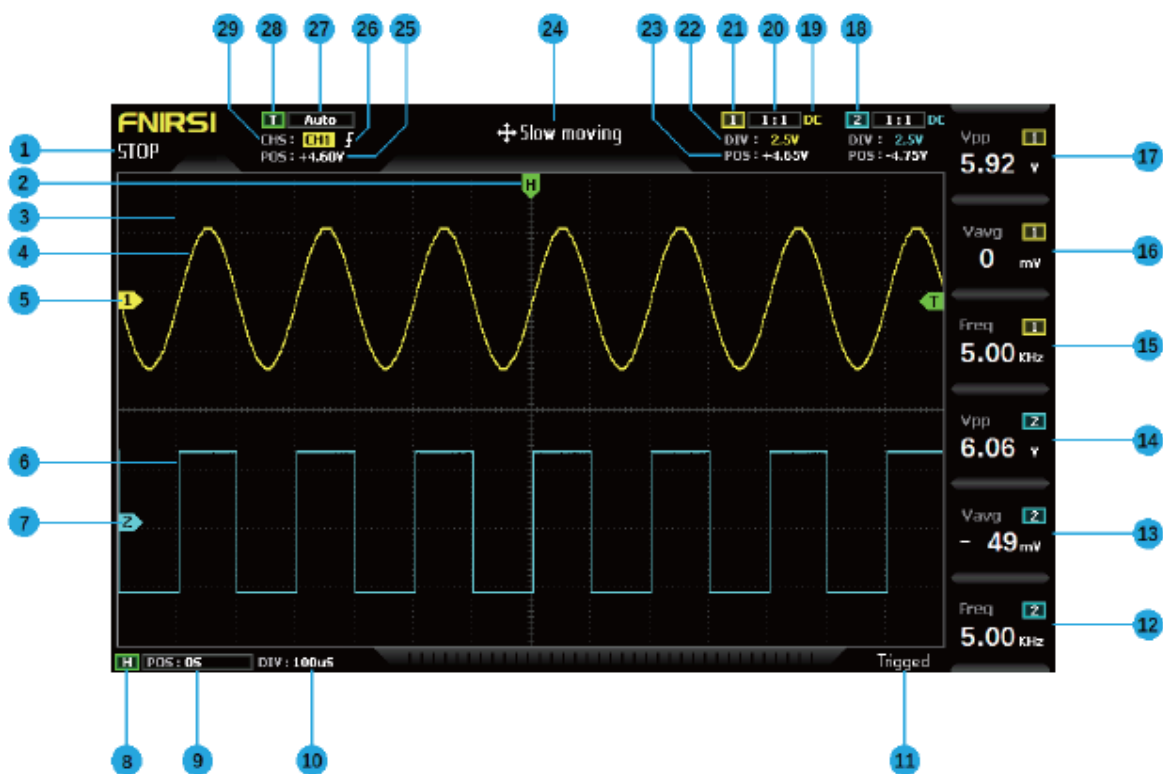 29 28 27 26 25 24 23 22 21 20 19 18
FNIRSI T Auto
CHS: CH1
POS: +4.60V
STOP
Slow moving
1 1:1 DC
DIV: 2.5V
POS: +4.65V
2 1:1 DC
DIV: 2.5V
POS: -4.75V
1
2
3
4
5
6
7
H
1
T
2
Vpp 1
5.92 v
17
Vavg 1
0 mV
16
Freq 1
5.00 KHz
15
Vpp 2
6.06 v
14
Vavg 2
- 49 mV
13
Freq 2
5.00 KHz
12
H POS: 0S DIV: 100uS Trigged
8 9 10 11